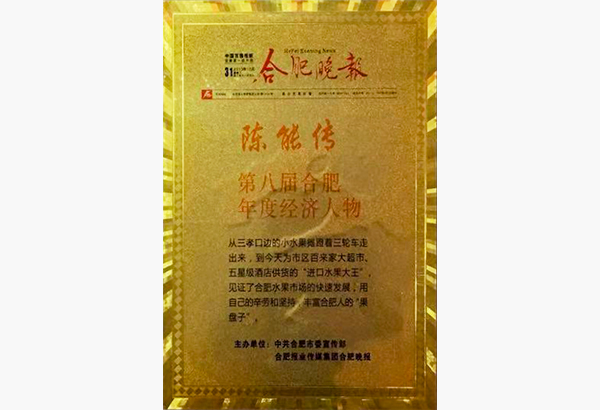 HeFei Evening News
31
合肥晚報
陈能传
第八届合肥
年度经济人物
从三孝口边的小水果摊蹬着三轮车走
出来，到今天为市区百来家大超市、
五星级酒店供货的“进口水果大王”，
见证了合肥水果市场的快速发展，用
自己的辛劳和坚持，丰富合肥人的“果
盘子”。
主办单位：中共合肥市委宣传部
合肥报业传媒集团合肥晚报